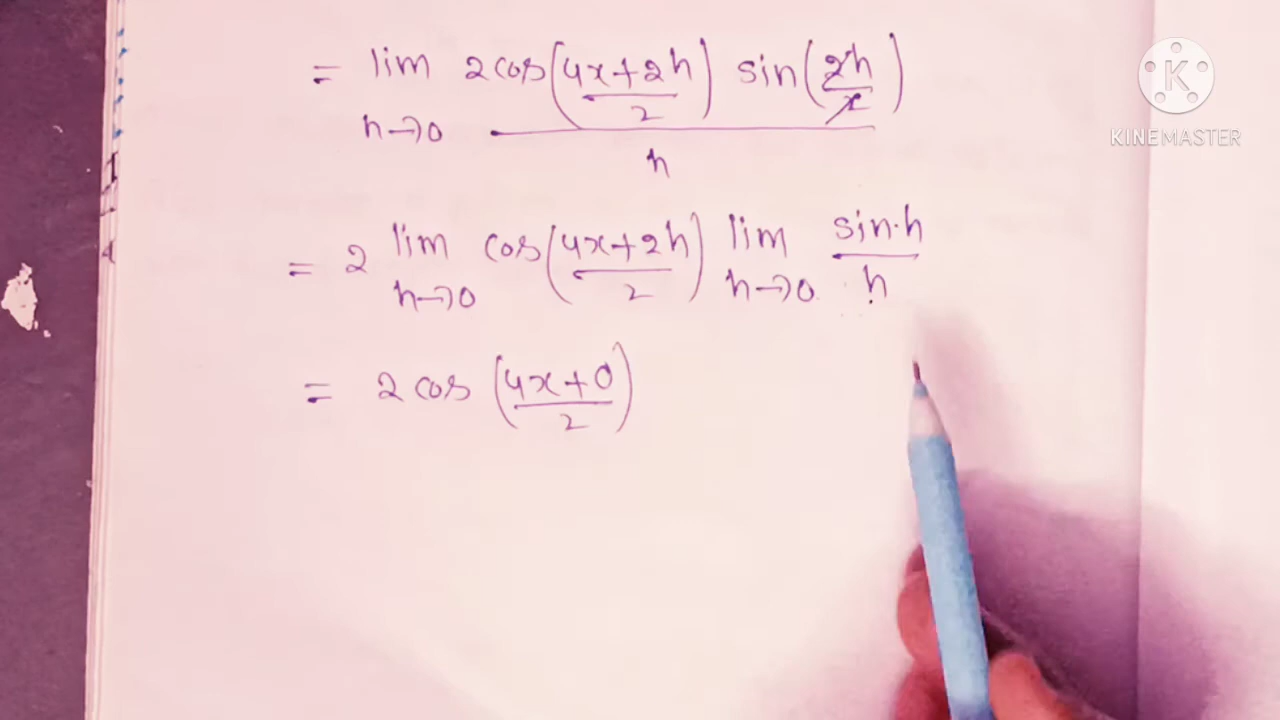 = lim h→0 2cos((4x+2h)/2) sin(2h/2) / h
= 2 lim h→0 cos((4x+2h)/2) lim h→0 sin·h / h
= 2 cos((4x+0)/2)
K
KINEMASTER